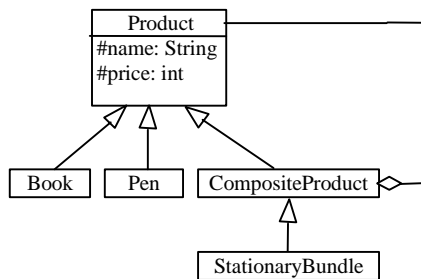 Product
#name: String
#price: int
Book
Pen
CompositeProduct
StationaryBundle